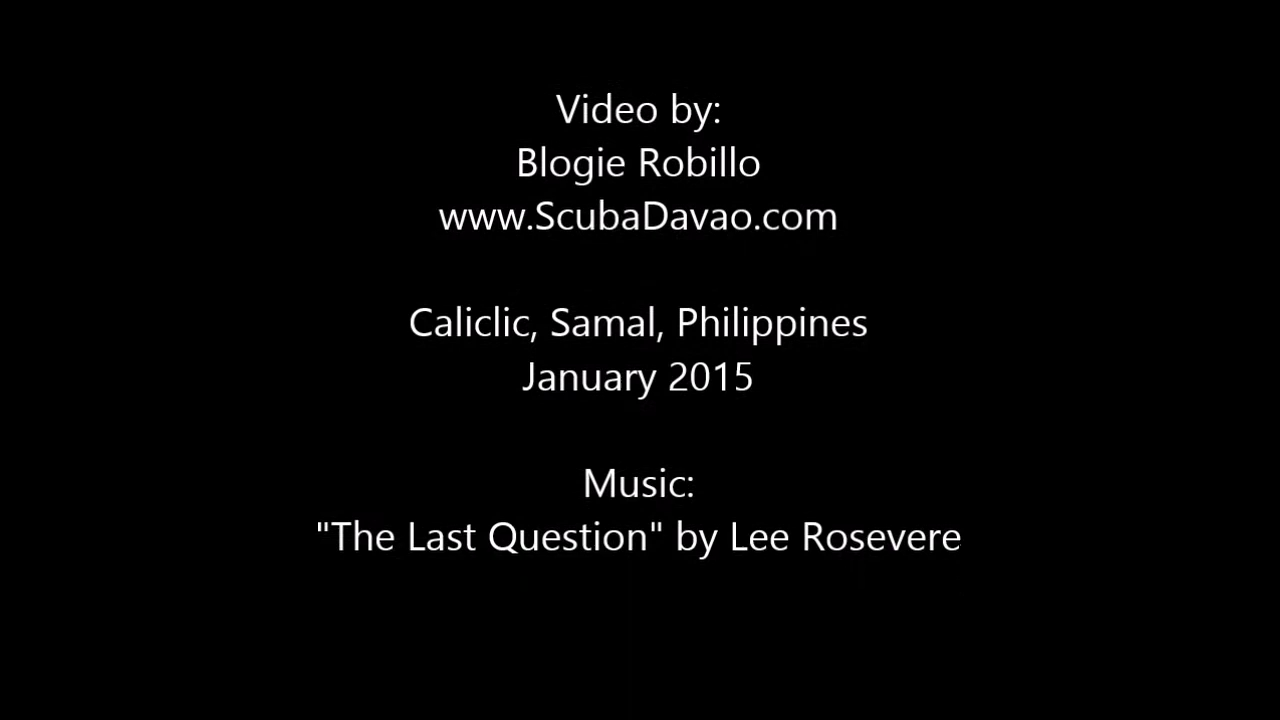 Video by:
Blogie Robillo
www.ScubaDavao.com
Caliclic, Samal, Philippines
January 2015
Music:
"The Last Question" by Lee Rosevere